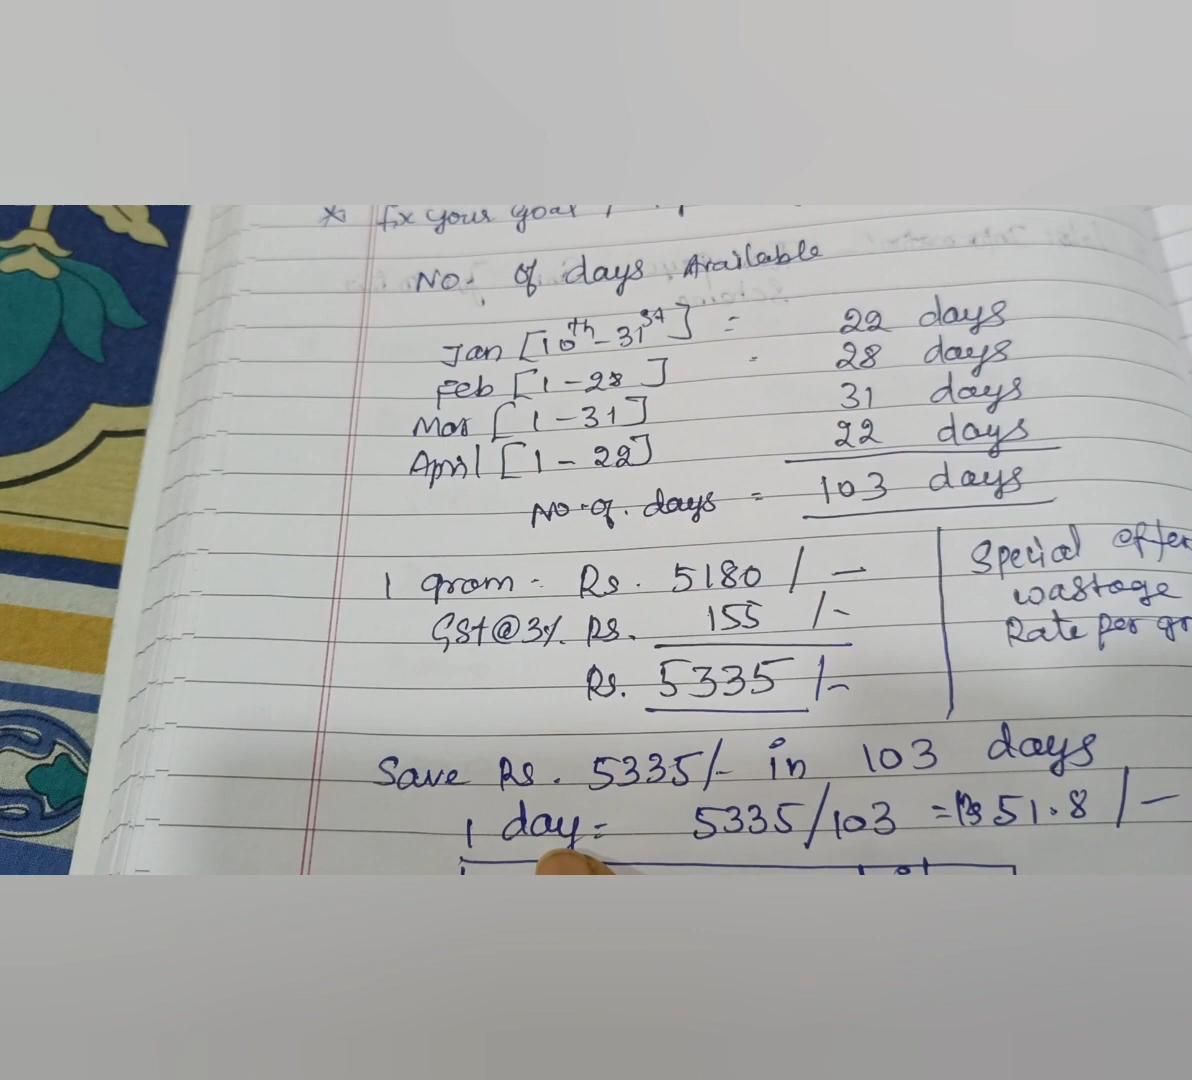 * fix your goal
No. of days Available
Jan [10th - 31st] = 22 days
Feb [1 - 28] - 28 days
Mar [1 - 31] 31 days
April [1 - 22] 22 days
No. of. days = 103 days
1 gram - Rs. 5180/-
GST@3% Rs. 155/-
Rs. 5335/-
Special offer
wastage
Rate per gr
Save Rs. 5335/- in 103 days
1 day = 5335/103 = Rs 51.8/-